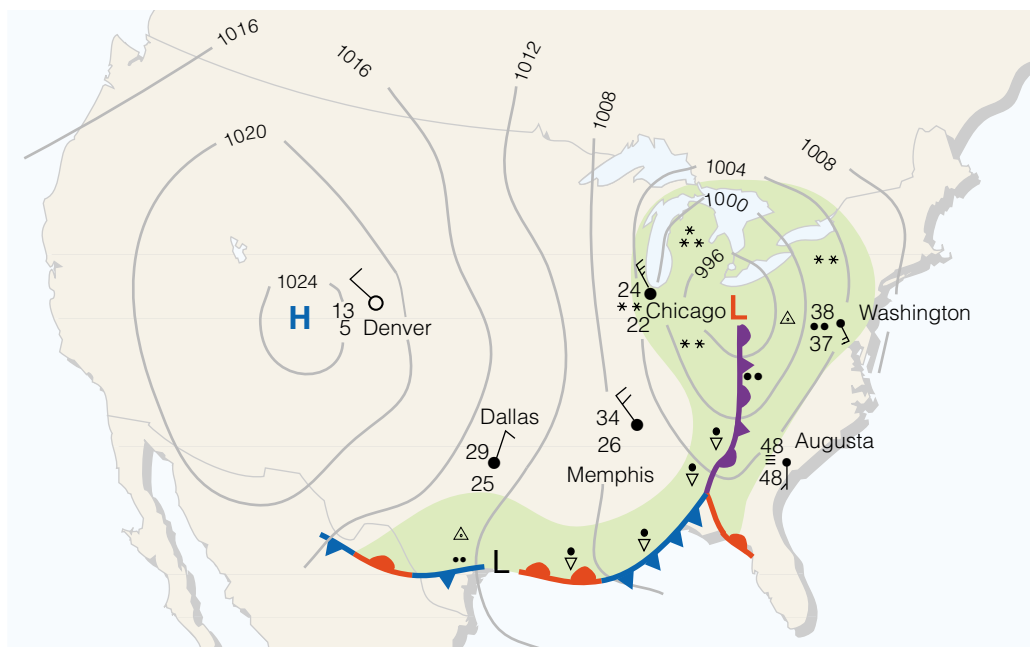 1016
1016
1012
1008
1020
1008
1004
1000
996
1024
H
13
5
Denver
24
22
Chicago
L
38
37
Washington
Dallas
29
25
34
26
Memphis
48
48
Augusta
L